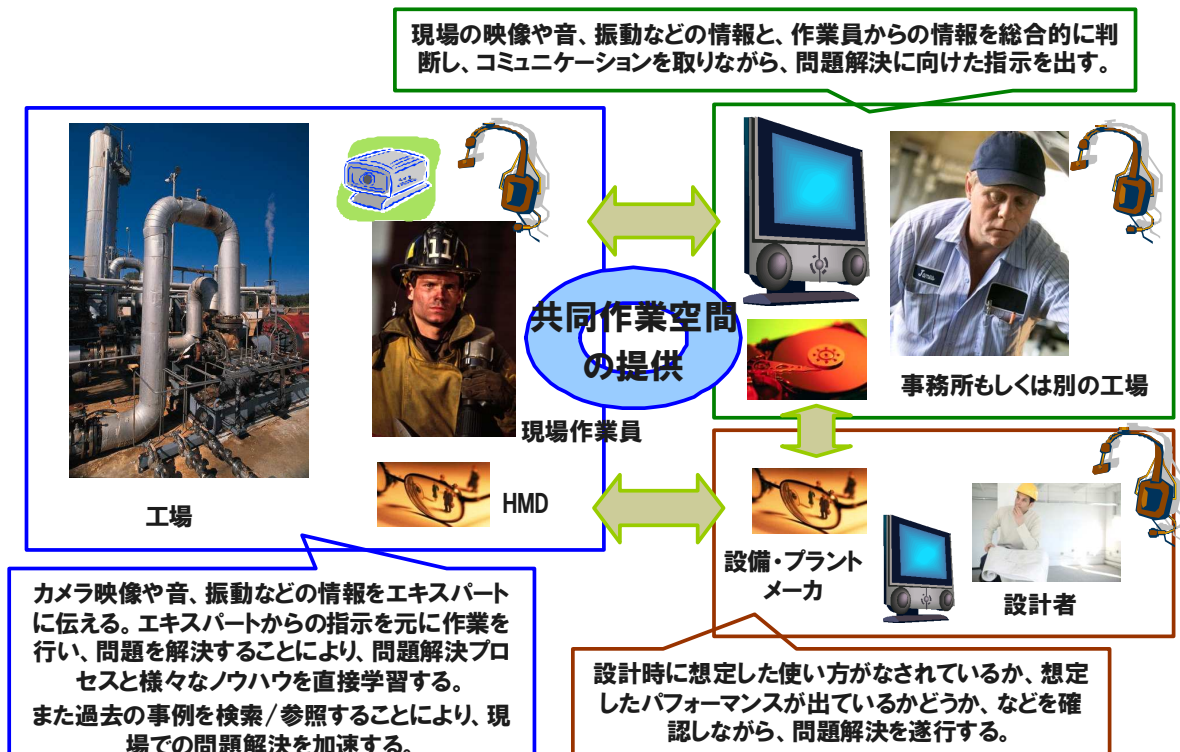 現場の映像や音、振動などの情報と、作業員からの情報を総合的に判
断し、コミュニケーションを取りながら、問題解決に向けた指示を出す。
11
James
共同作業空間
の提供
事務所もしくは別の工場
現場作業員
HMD
工場
設備・プラント
メーカ
設計者
カメラ映像や音、振動などの情報をエキスパート
に伝える。エキスパートからの指示を元に作業を
行い、問題を解決することにより、問題解決プロ
セスと様々なノウハウを直接学習する。
また過去の事例を検索/参照することにより、現
場での問題解決を加速する。
設計時に想定した使い方がなされているか、想定
したパフォーマンスが出ているかどうか、などを確
認しながら、問題解決を遂行する。